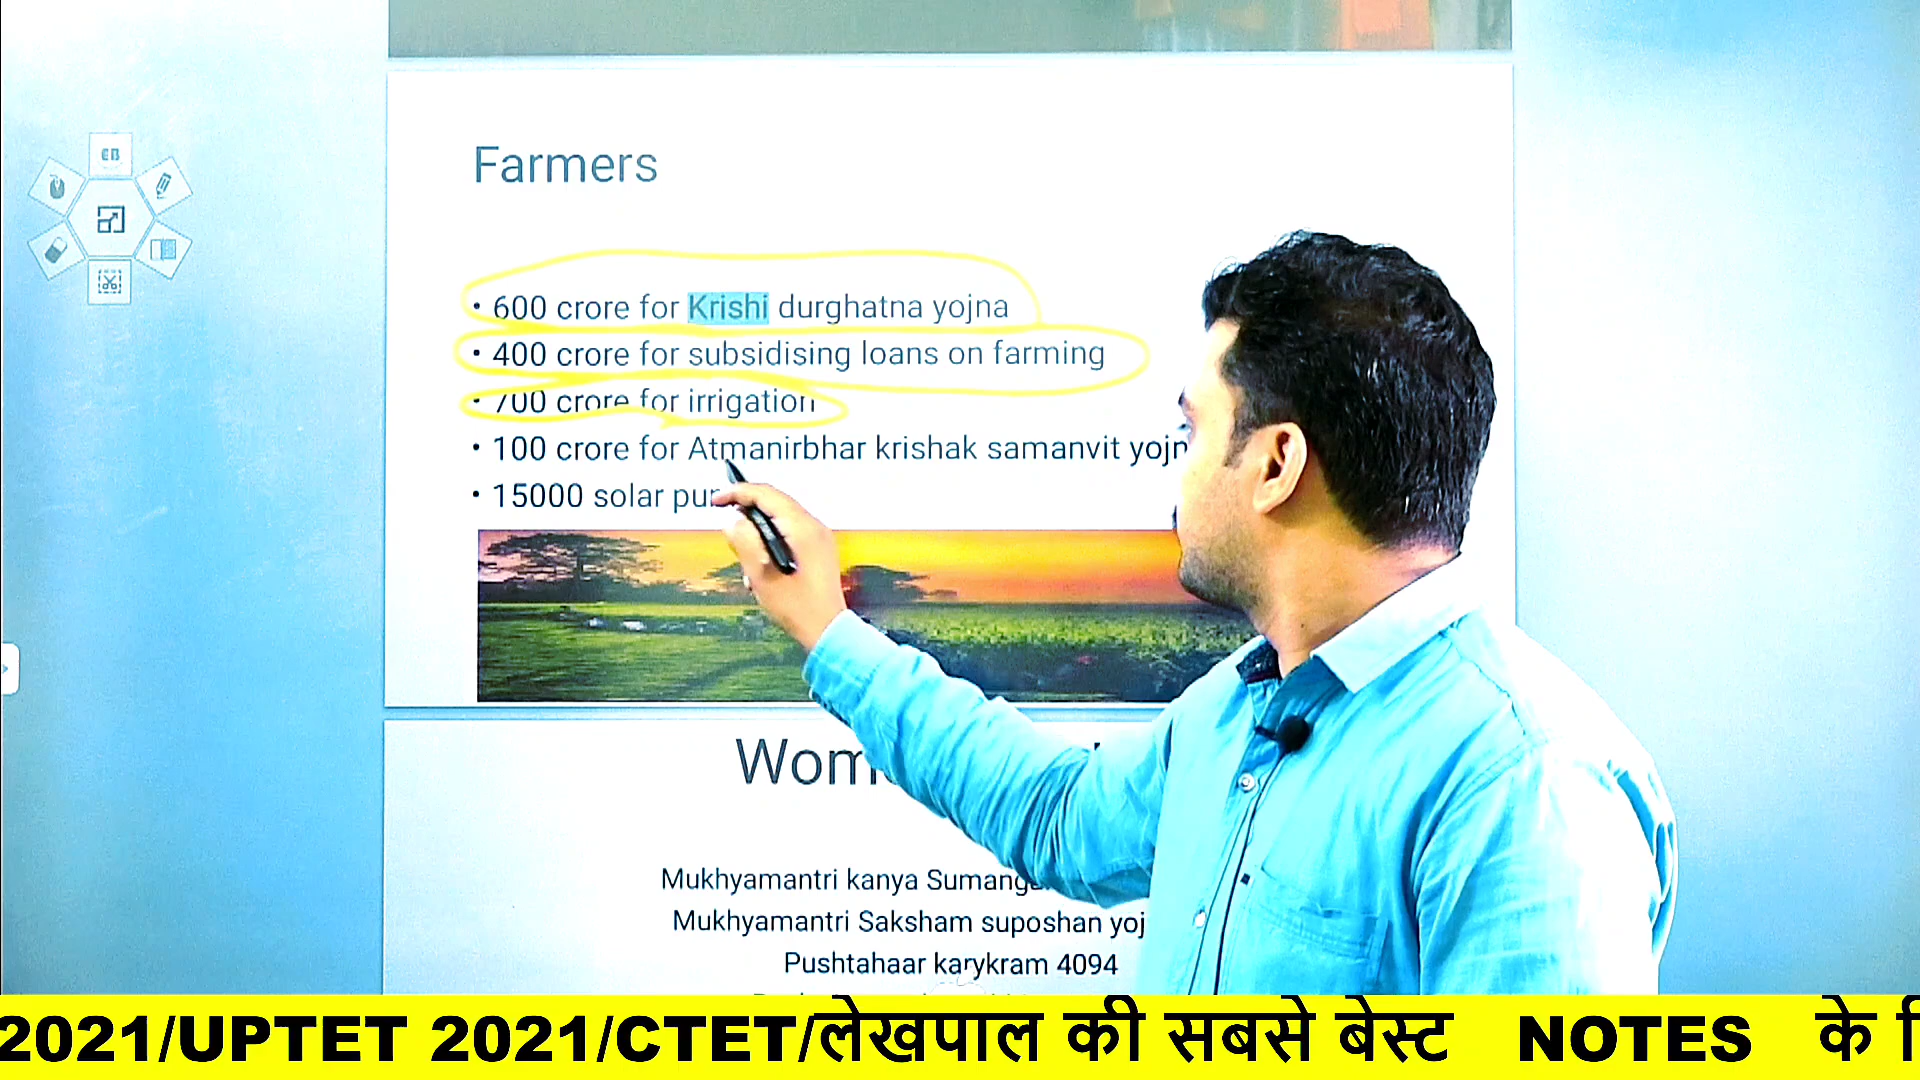 Farmers
• 600 crore for Krishi durghatna yojna
• 400 crore for subsidising loans on farming
• 700 crore for irrigation
• 100 crore for Atmanirbhar krishak samanvit
• 15000 solar
Mukhyamantri kanya
Mukhyamantri Saksham suposhan
Pushtahaar karykram 4094
2021/UPTET 2021/CTET/लेखपाल की सबसे बेस्ट NOTES के